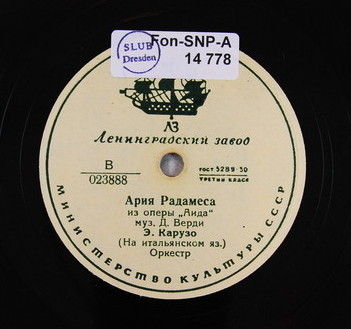 SLUB
Dresden
Fon-SNP-A
14 778
ЛЗ
Ленинградский завод
В
023888
ГОСТ 5289-50
ТРЕТИЙ КЛАСС
Ария Радамеса
из оперы „Аида“
муз. Д. Верди
Э. Карузо
(На итальянском яз.)
Оркестр
МИНИСТЕРСТВО КУЛЬТУРЫ СССР